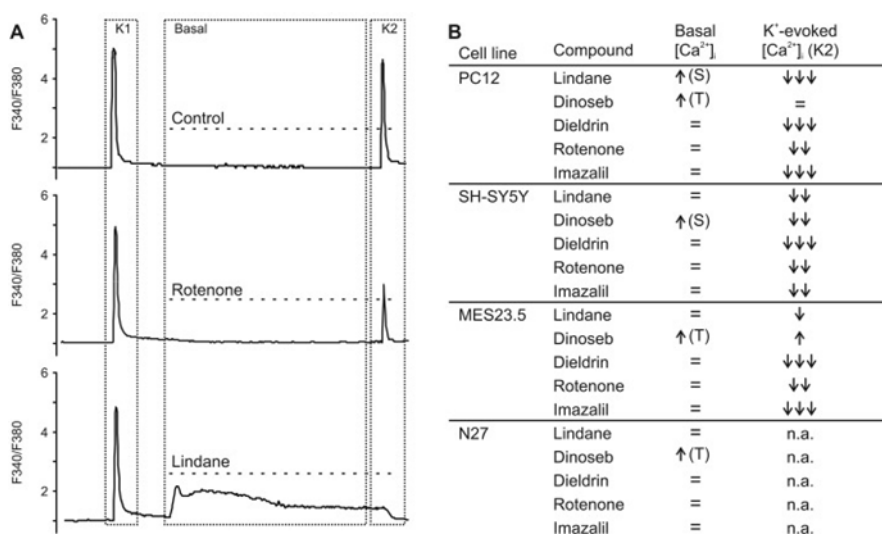 A
K1
Basal
K2
6
F340/F380
4
2
Control
6
F340/F380
4
2
Rotenone
6
F340/F380
4
2
Lindane
B
Cell line Compound Basal [Ca²⁺]ᵢ K⁺-evoked [Ca²⁺]ᵢ (K2)
PC12 Lindane ↑(S) ↓↓↓
Dinoseb ↑(T) =
Dieldrin = ↓↓↓
Rotenone = ↓↓
Imazalil = ↓↓↓
SH-SY5Y Lindane = ↓↓
Dinoseb ↑(S) ↓↓
Dieldrin = ↓↓↓
Rotenone = ↓↓
Imazalil = ↓↓
MES23.5 Lindane = ↓
Dinoseb ↑(T) ↑
Dieldrin = ↓↓↓
Rotenone = ↓↓
Imazalil = ↓↓↓
N27 Lindane = n.a.
Dinoseb ↑(T) n.a.
Dieldrin = n.a.
Rotenone = n.a.
Imazalil = n.a.